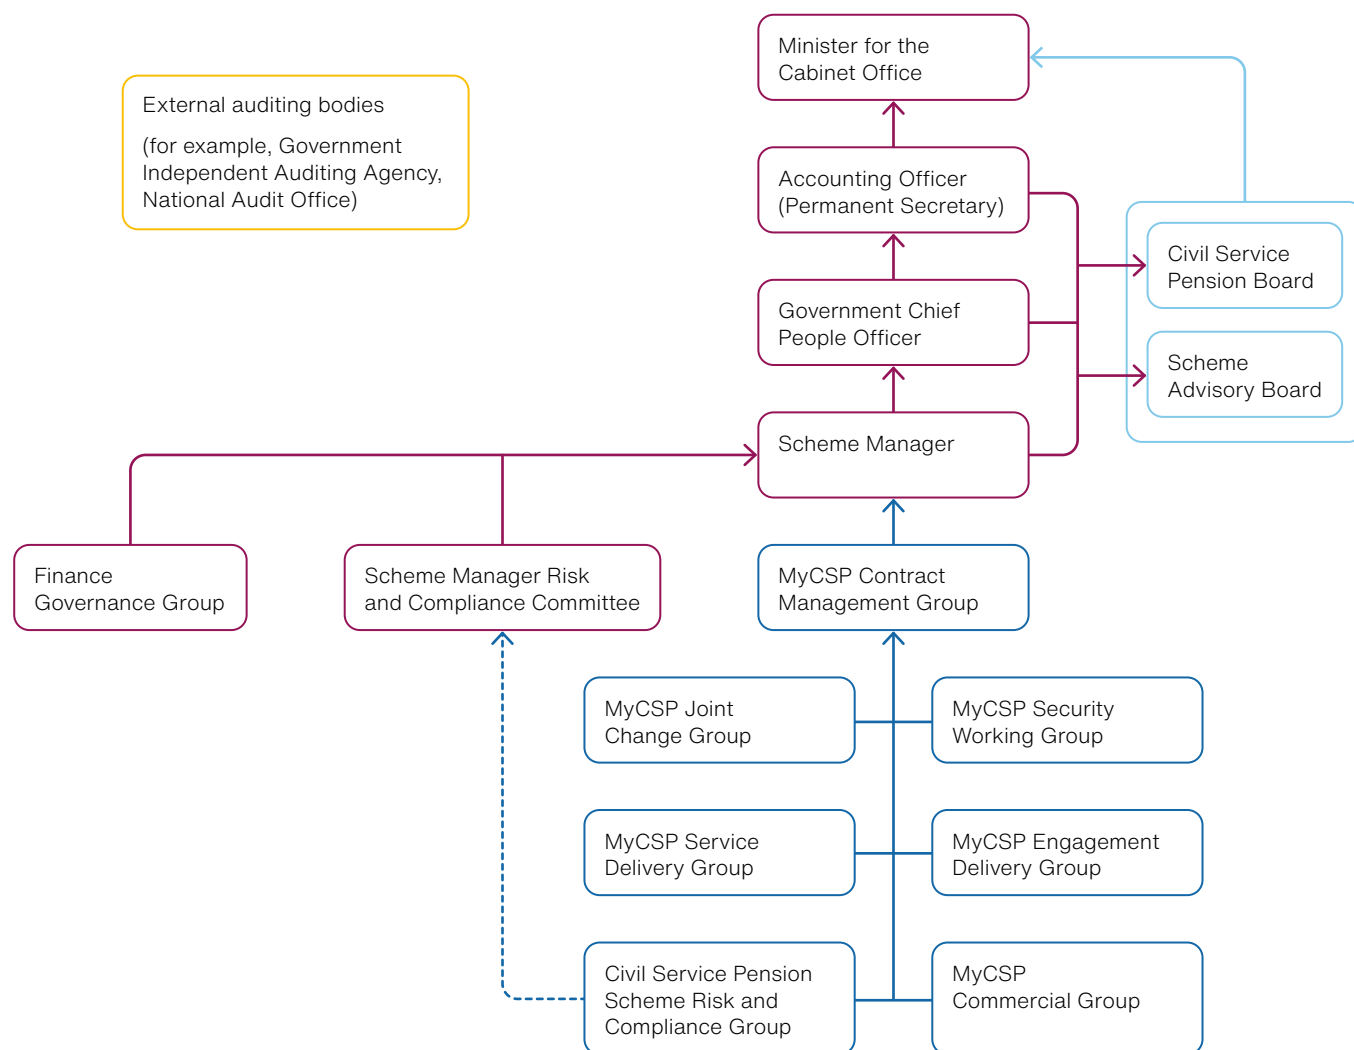 Minister for the
Cabinet Office
External auditing bodies
(for example, Government
Independent Auditing Agency,
National Audit Office)
Accounting Officer
(Permanent Secretary)
Civil Service
Pension Board
Government Chief
People Officer
Scheme
Advisory Board
Scheme Manager
Finance
Governance Group
Scheme Manager Risk
and Compliance Committee
MyCSP Contract
Management Group
MyCSP Joint
Change Group
MyCSP Security
Working Group
MyCSP Service
Delivery Group
MyCSP Engagement
Delivery Group
Civil Service Pension
Scheme Risk and
Compliance Group
MyCSP
Commercial Group